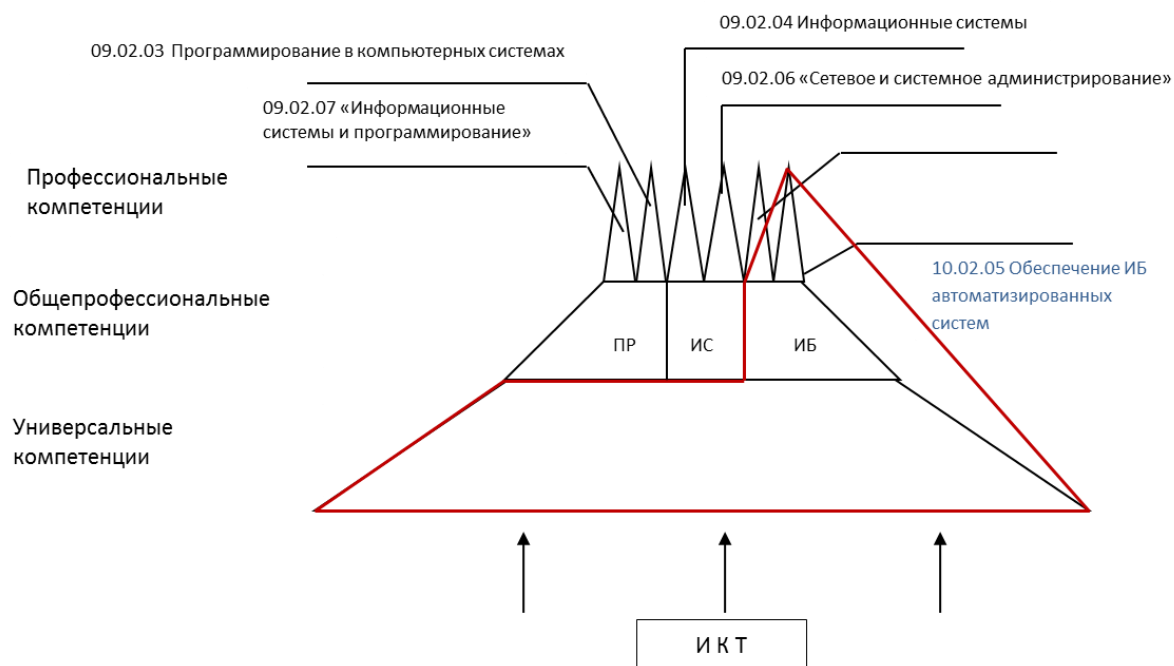 09.02.04 Информационные системы
09.02.03 Программирование в компьютерных системах
09.02.06 «Сетевое и системное администрирование»
09.02.07 «Информационные
системы и программирование»
Профессиональные
компетенции
10.02.05 Обеспечение ИБ
автоматизированных
систем
Общепрофессиональные
компетенции
ПР
ИС
ИБ
Универсальные
компетенции
И К Т